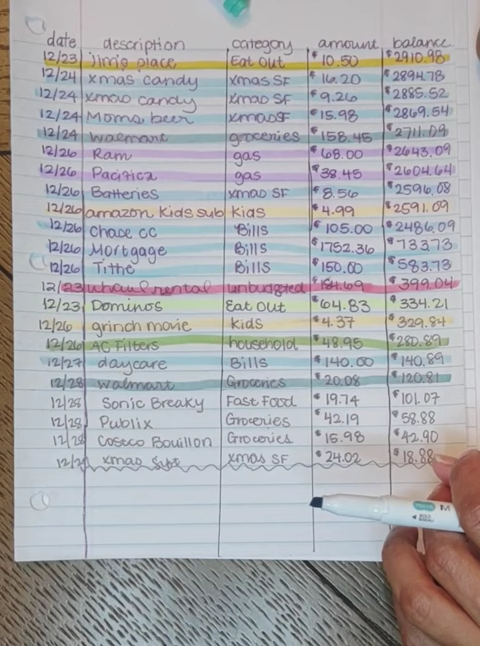 date description category amount balance
12/23 Jim's place Eat Out $10.50 $2910.98
12/24 xmas candy xmas SF $16.20 $2894.78
12/24 xmas candy xmas SF $9.26 $2885.52
12/24 Moms beer xmas SF $15.98 $2869.54
12/24 walmart groceries $158.45 $2711.09
12/26 Ram gas $68.00 $2643.09
12/26 Pacifica gas $38.45 $2604.64
12/26 Batteries xmas SF $8.56 $2596.08
12/26 amazon kids sub kids $4.99 $2591.09
12/26 Chase CC Bills $105.00 $2486.09
12/26 Mortgage Bills $1752.36 $733.73
12/26 Tithe Bills $150.00 $583.73
12/23 uhaul rental unbudgted $184.69 $399.04
12/23 Dominos Eat Out $64.83 $334.21
12/26 grinch movie kids $4.37 $329.84
12/26 AC Filters household $48.95 $280.89
12/27 daycare Bills $140.00 $140.89
12/28 walmart Groceries $20.08 $120.81
12/28 Sonic Breaky Fast Food $19.74 $101.07
12/28 Publix Groceries $42.19 $58.88
12/28 Costco Bouillon Groceries $15.98 $42.90
xmas xmas SF $24.02 $18.88
M